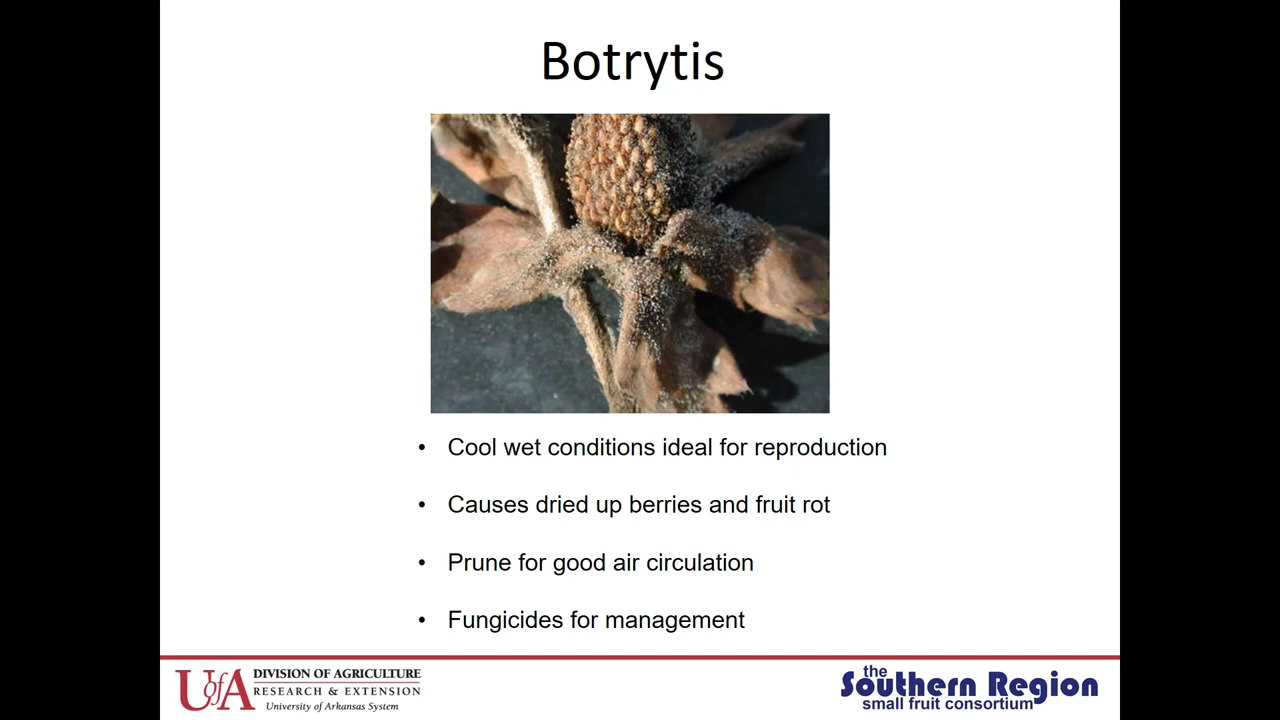 Botrytis
• Cool wet conditions ideal for reproduction
• Causes dried up berries and fruit rot
• Prune for good air circulation
• Fungicides for management
UofA
DIVISION OF AGRICULTURE
RESEARCH & EXTENSION
University of Arkansas System
the
Southern Region
small fruit consortium